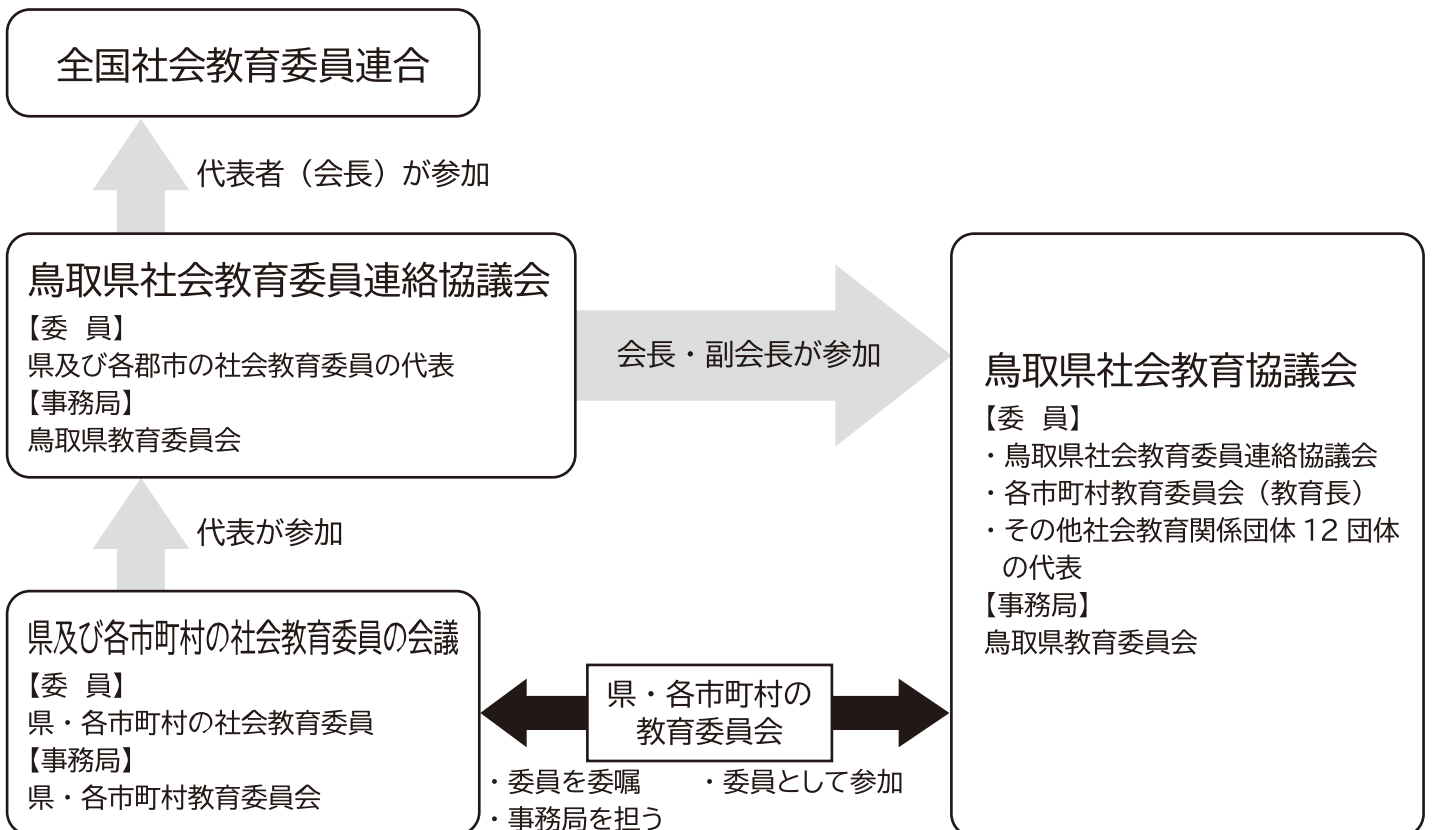 全国社会教育委員連合
代表者（会長）が参加
鳥取県社会教育委員連絡協議会
【委　員】
県及び各郡市の社会教育委員の代表
【事務局】
鳥取県教育委員会
会長・副会長が参加
代表が参加
県及び各市町村の社会教育委員の会議
【委　員】
県・各市町村の社会教育委員
【事務局】
県・各市町村教育委員会
県・各市町村の
教育委員会
・委員を委嘱
・事務局を担う
・委員として参加
鳥取県社会教育協議会
【委　員】
・鳥取県社会教育委員連絡協議会
・各市町村教育委員会（教育長）
・その他社会教育関係団体 12 団体
の代表
【事務局】
鳥取県教育委員会